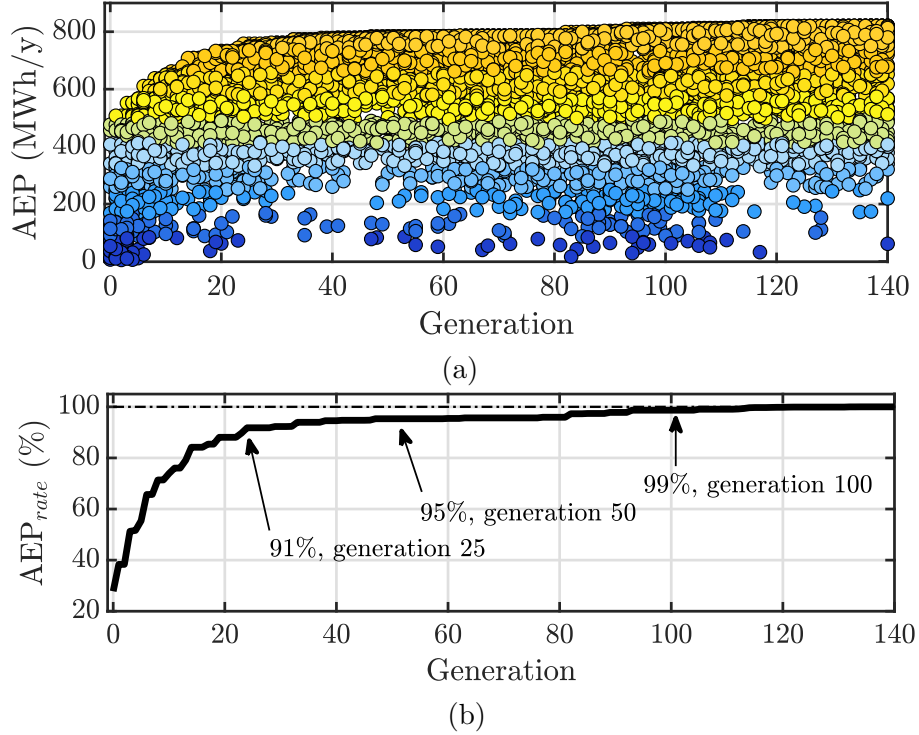 800
600
400
200
0
AEP (MWh/y)
0 20 40 60 80 100 120 140
Generation
(a)
100
80
60
40
20
AEPrate (%)
99%, generation 100
95%, generation 50
91%, generation 25
0 20 40 60 80 100 120 140
Generation
(b)